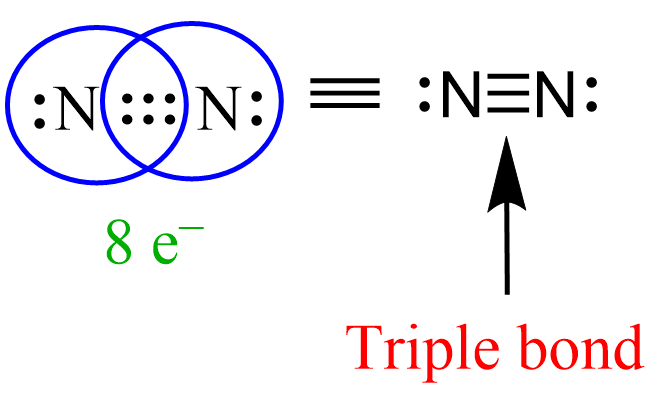 :N:::N: ≡ :N≡N:
8 e⁻
Triple bond